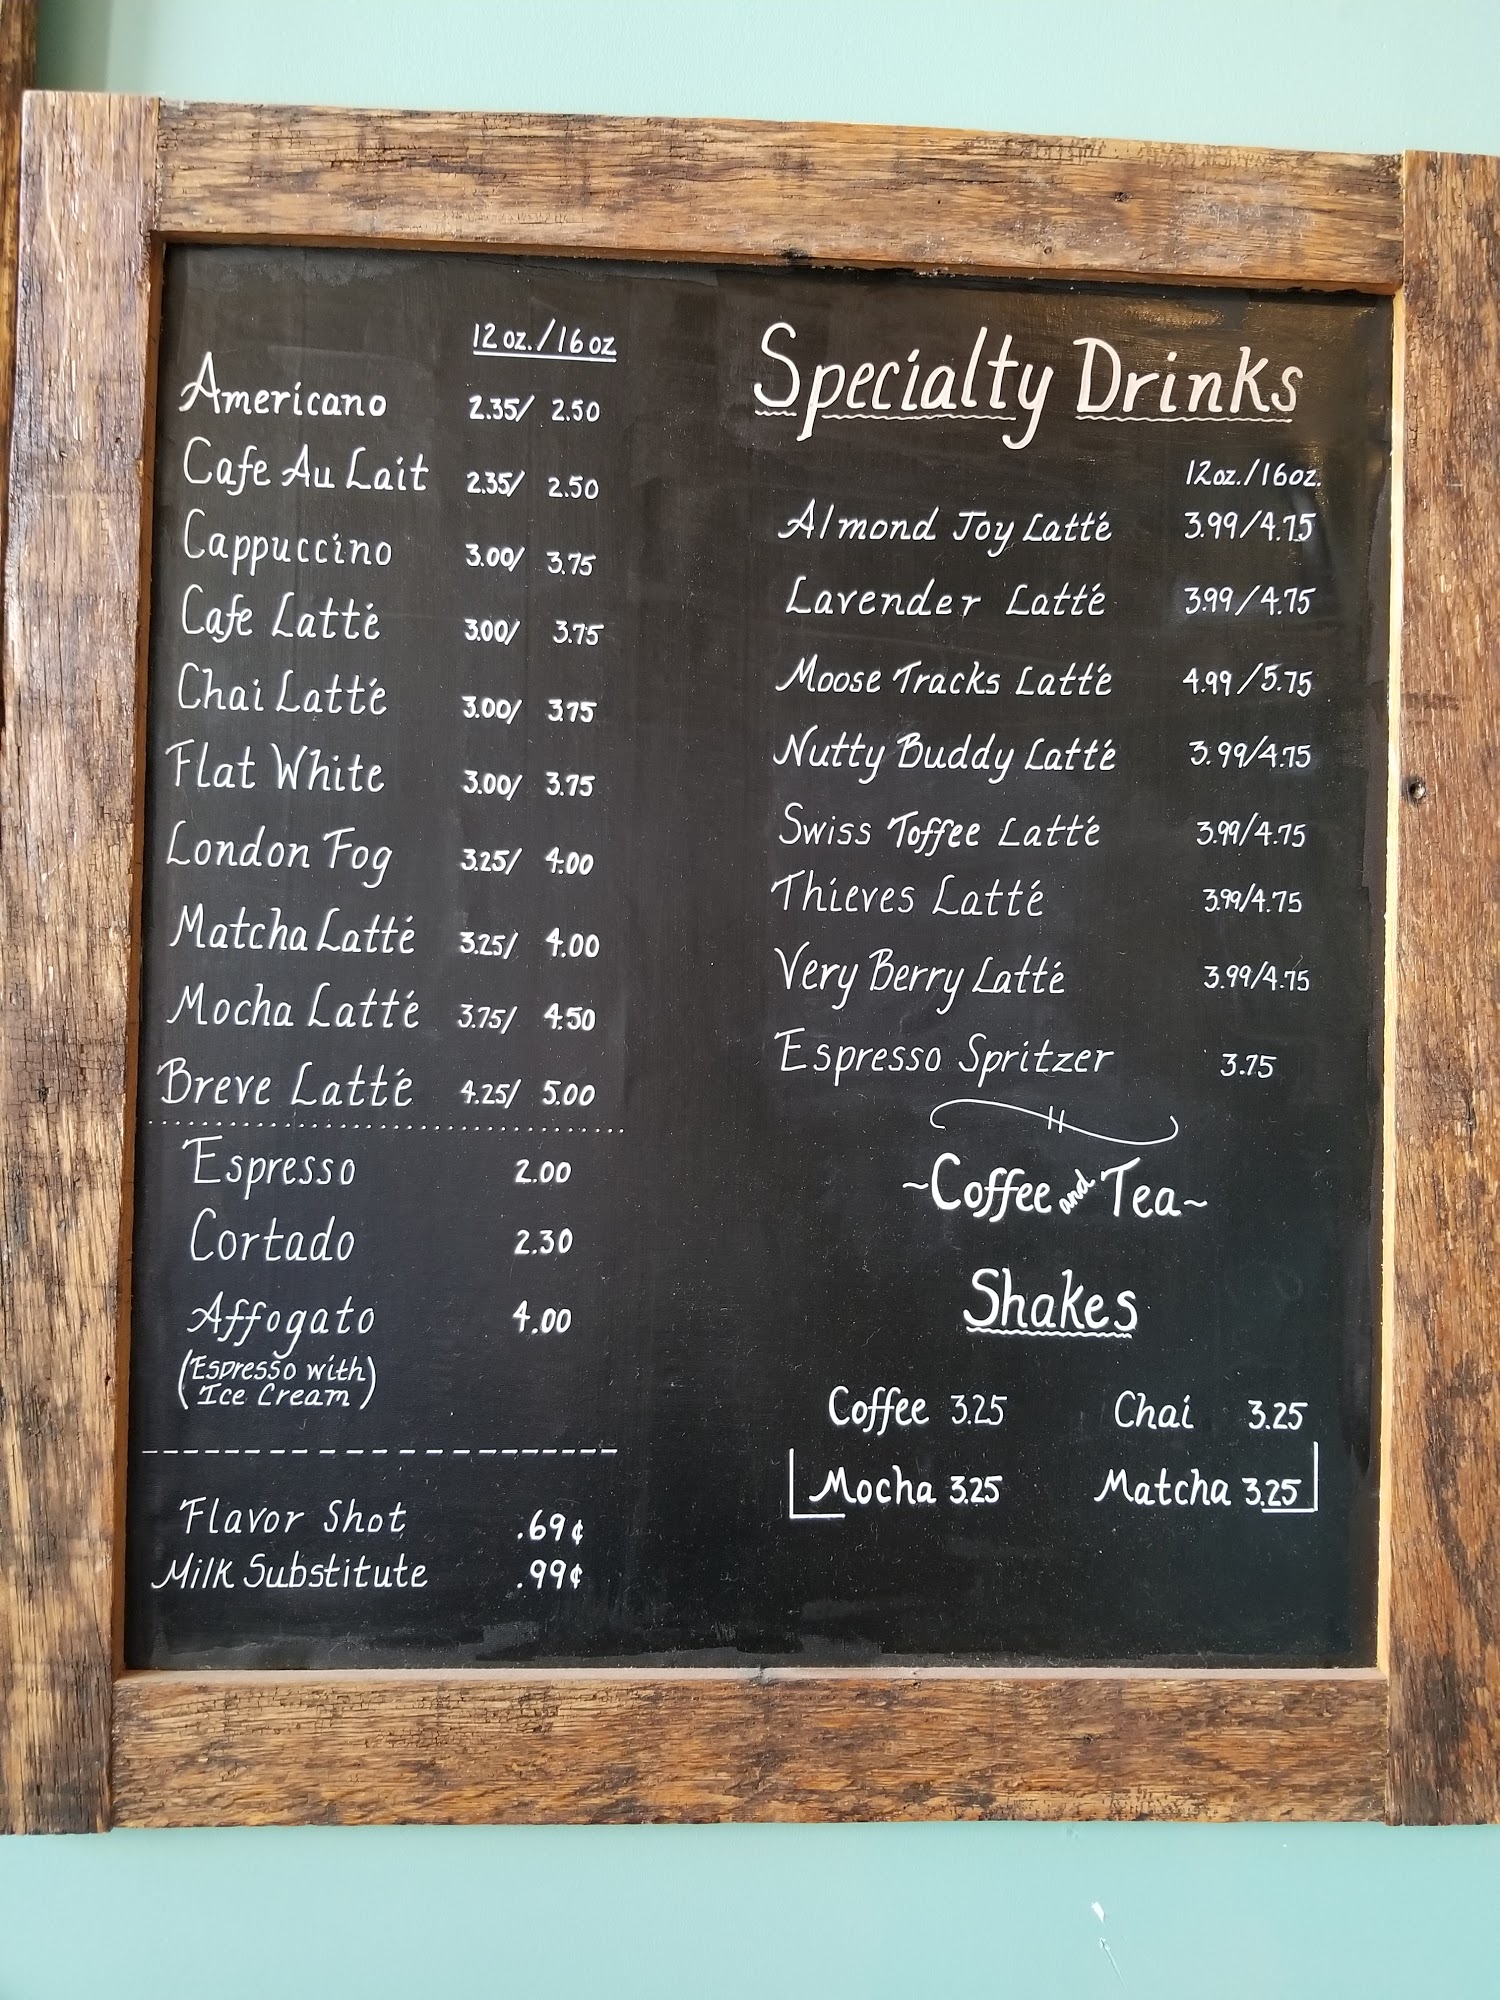 12 oz. / 16 oz
Americano 2.35/ 2.50
Cafe Au Lait 2.35/ 2.50
Cappuccino 3.00/ 3.75
Cafe Latté 3.00/ 3.75
Chai Latté 3.00/ 3.75
Flat White 3.00/ 3.75
London Fog 3.25/ 4.00
Matcha Latté 3.25/ 4.00
Mocha Latté 3.75/ 4.50
Breve Latté 4.25/ 5.00
Espresso 2.00
Cortado 2.30
Affogato 4.00
(Espresso with
Ice Cream)
Flavor Shot .69¢
Milk Substitute .99¢
Specialty Drinks
12oz./16oz.
Almond Joy Latté 3.99/4.75
Lavender Latté 3.99/4.75
Moose Tracks Latté 4.99/5.75
Nutty Buddy Latté 3.99/4.75
Swiss Toffee Latté 3.99/4.75
Thieves Latté 3.99/4.75
Very Berry Latté 3.99/4.75
Espresso Spritzer 3.75
~Coffee and Tea~
Shakes
Coffee 3.25 Chai 3.25
Mocha 3.25 Matcha 3.25